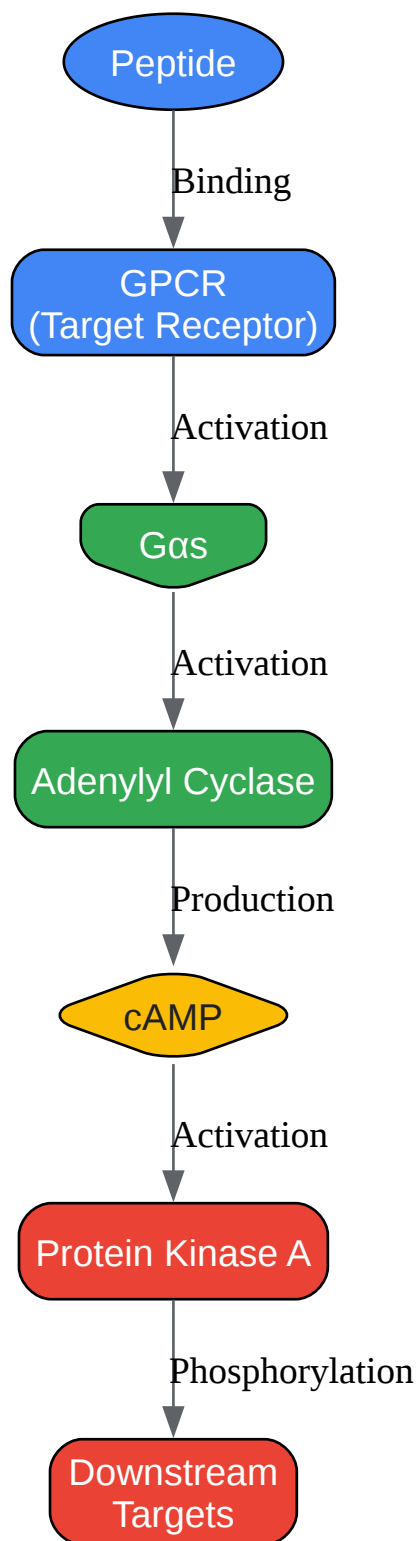 Peptide
Binding
GPCR
(Target Receptor)
Activation
Gαs
Activation
Adenylyl Cyclase
Production
cAMP
Activation
Protein Kinase A
Phosphorylation
Downstream
Targets